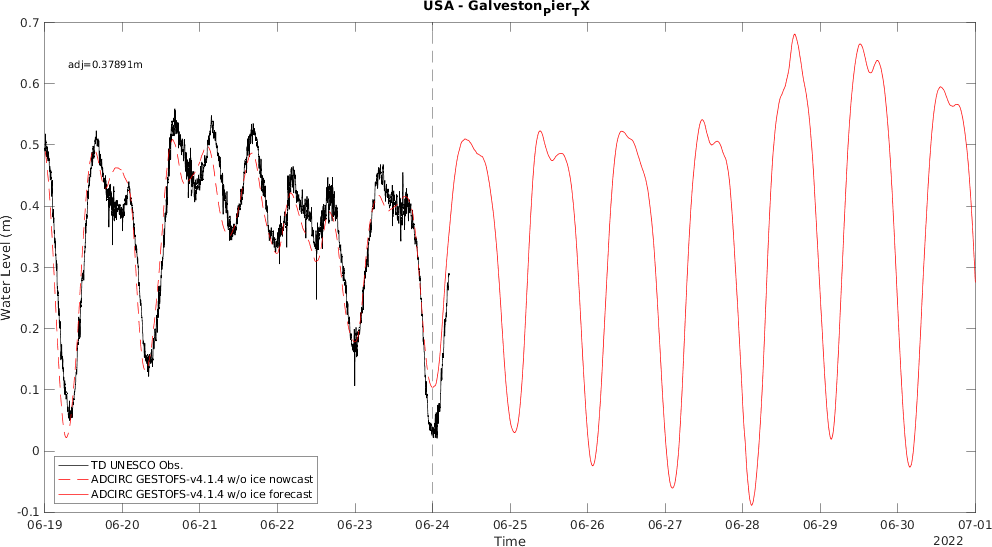 USA - Galveston_Pier_TX
adj=0.37891m
0.7
0.6
0.5
0.4
0.3
0.2
0.1
0
-0.1
Water Level (m)
TD UNESCO Obs.
ADCIRC GESTOFS-v4.1.4 w/o ice nowcast
ADCIRC GESTOFS-v4.1.4 w/o ice forecast
06-19 06-20 06-21 06-22 06-23 06-24 06-25 06-26 06-27 06-28 06-29 06-30 07-01
Time
2022